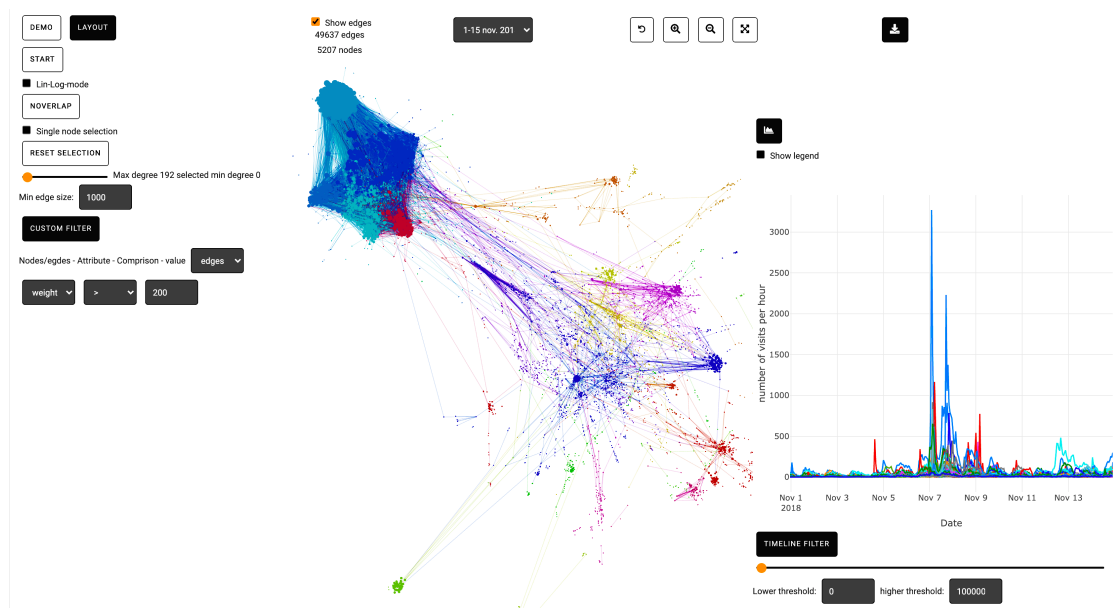 DEMO
LAYOUT
START
Lin-Log-mode
NOVERLAP
Single node selection
RESET SELECTION
Max degree 192 selected min degree 0
Min edge size: 1000
CUSTOM FILTER
Nodes/egdes - Attribute - Comprison - value edges
weight > 200
Show edges
49637 edges
5207 nodes
1-15 nov. 201
Show legend
number of visits per hour
3500
3000
2500
2000
1500
1000
500
0
Nov 1 Nov 3 Nov 5 Nov 7 Nov 9 Nov 11 Nov 13
2018
Date
TIMELINE FILTER
Lower threshold: 0 higher threshold: 100000